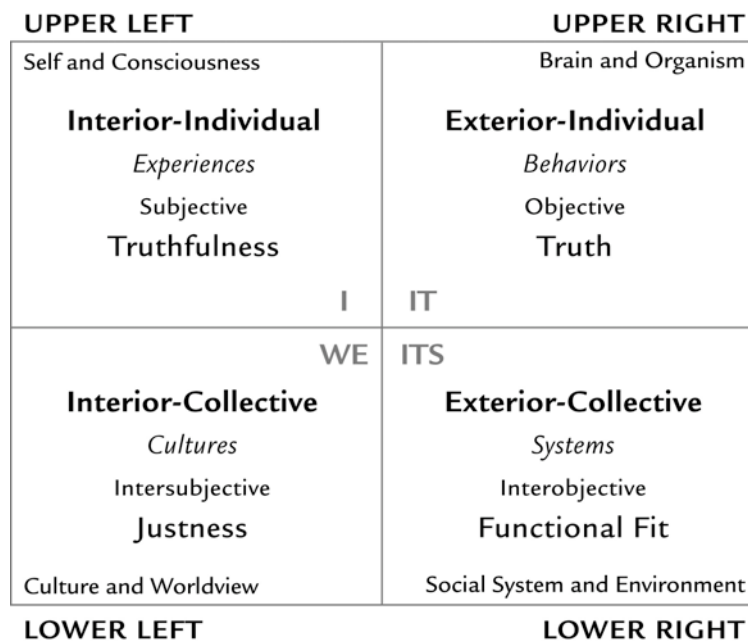 UPPER LEFT
UPPER RIGHT
Self and Consciousness
Brain and Organism
Interior-Individual
Exterior-Individual
Experiences
Behaviors
Subjective
Objective
Truthfulness
Truth
I
IT
WE
ITS
Interior-Collective
Exterior-Collective
Cultures
Systems
Intersubjective
Interobjective
Justness
Functional Fit
Culture and Worldview
Social System and Environment
LOWER LEFT
LOWER RIGHT